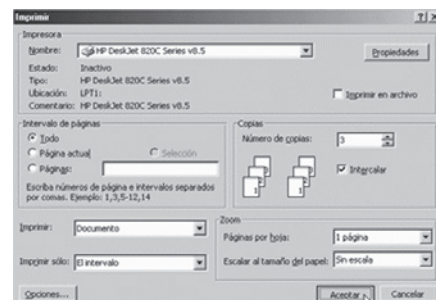 Imprimir
Impresora
Nombre: HP DeskJet 820C Series v8.5 Propiedades
Estado: Inactivo
Tipo: HP DeskJet 820C Series v8.5
Ubicación: LPT1:
Comentario: HP DeskJet 820C Series v8.5 Imprimir en archivo
Intervalo de páginas
Todo
Página actual Selección
Páginas:
Escriba números de página e intervalos separados
por comas. Ejemplo: 1,3,5-12,14
Copias
Número de copias: 3
1 1
Intercalar
Imprimir: Documento
Imprimir sólo: El intervalo
Zoom
Páginas por hoja: 1 página
Escalar al tamaño del papel: Sin escala
Opciones... Aceptar Cancelar